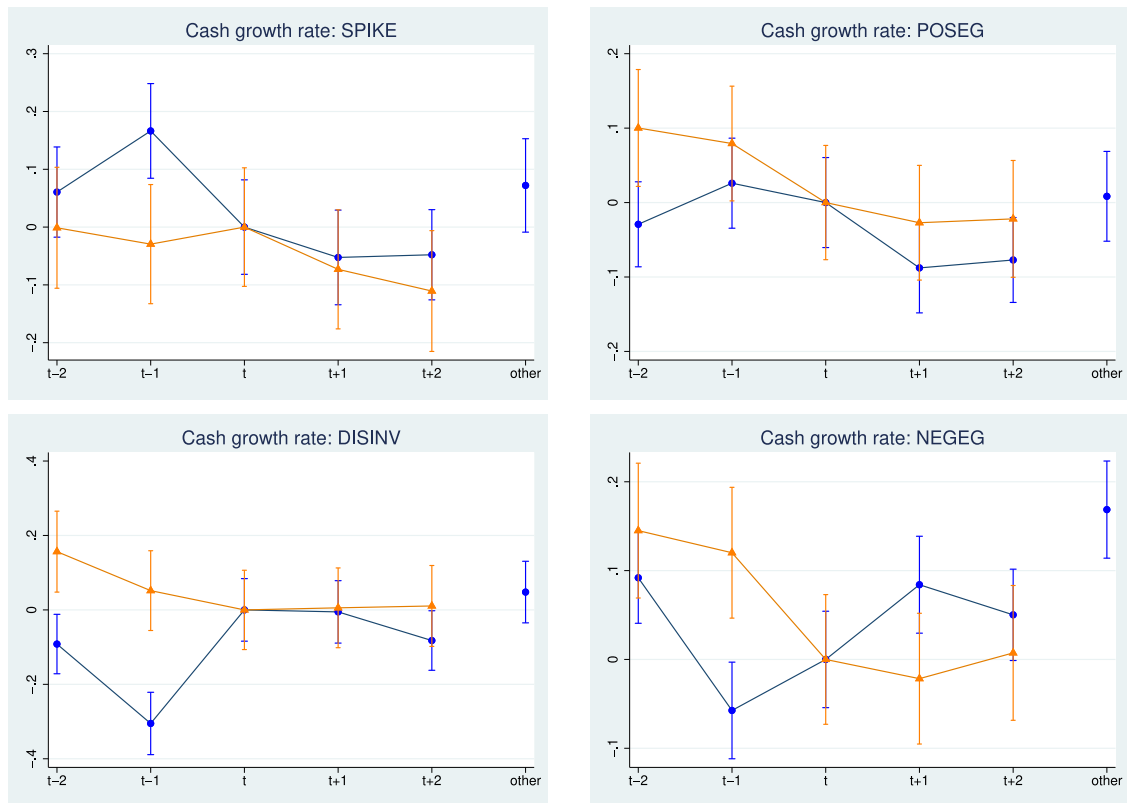 Cash growth rate: SPIKE
.3
.2
.1
0
−.1
−.2
t−2 t−1 t t+1 t+2 other
Cash growth rate: POSEG
.2
.1
0
−.1
−.2
t−2 t−1 t t+1 t+2 other
Cash growth rate: DISINV
.4
.2
0
−.2
−.4
t−2 t−1 t t+1 t+2 other
Cash growth rate: NEGEG
.2
.1
0
−.1
t−2 t−1 t t+1 t+2 other